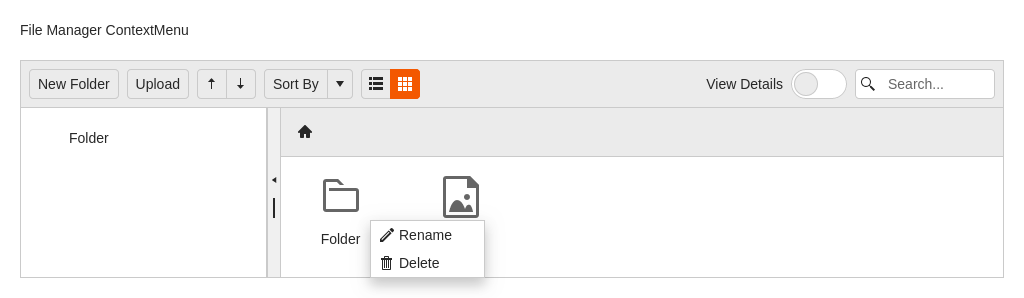 File Manager ContextMenu
New Folder Upload Sort By View Details Search...
Folder
Folder
Rename
Delete